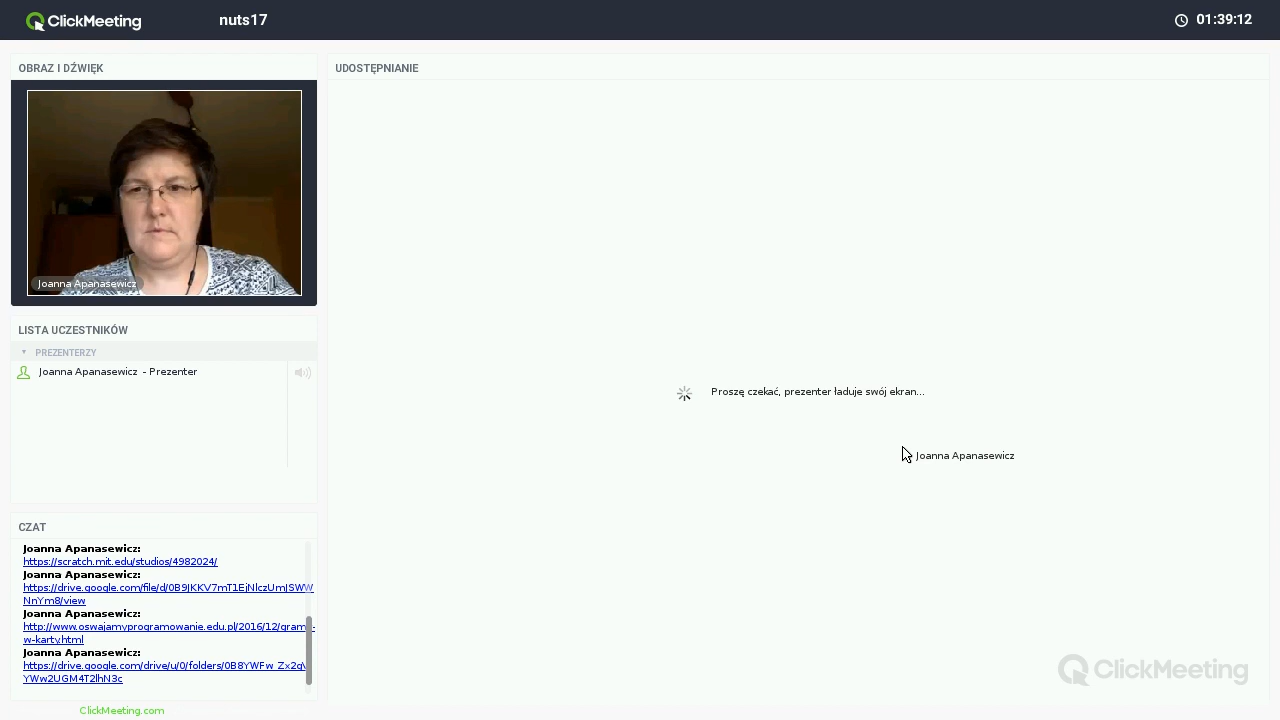 ClickMeeting
nuts17
01:39:12
OBRAZ I DŹWIĘK
Joanna Apanasewicz
LISTA UCZESTNIKÓW
PREZENTERZY
Joanna Apanasewicz - Prezenter
CZAT
Joanna Apanasewicz:
https://scratch.mit.edu/studios/4982024/
Joanna Apanasewicz:
https://drive.google.com/file/d/0B9JKKV7mT1EjNlczUmJSWW
NnYm8/view
Joanna Apanasewicz:
http://www.oswajamyprogramowanie.edu.pl/2016/12/gramy-
w-karty.html
Joanna Apanasewicz:
https://drive.google.com/drive/u/0/folders/0B8YWFw_Zx2g
YWw2UGM4T2lhN3c
ClickMeeting.com
UDOSTĘPNIANIE
Proszę czekać, prezenter ładuje swój ekran...
Joanna Apanasewicz
ClickMeeting